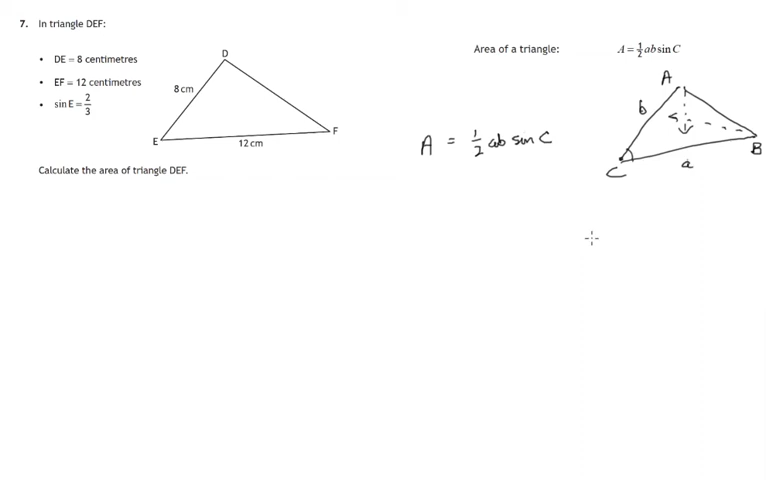 7. In triangle DEF:
• DE = 8 centimetres
• EF = 12 centimetres
• sin E = 2/3
D
8 cm
E
F
12 cm
Calculate the area of triangle DEF.
Area of a triangle: A = ½ab sin C
A = ½ ab sin C
A
b
C
a
B